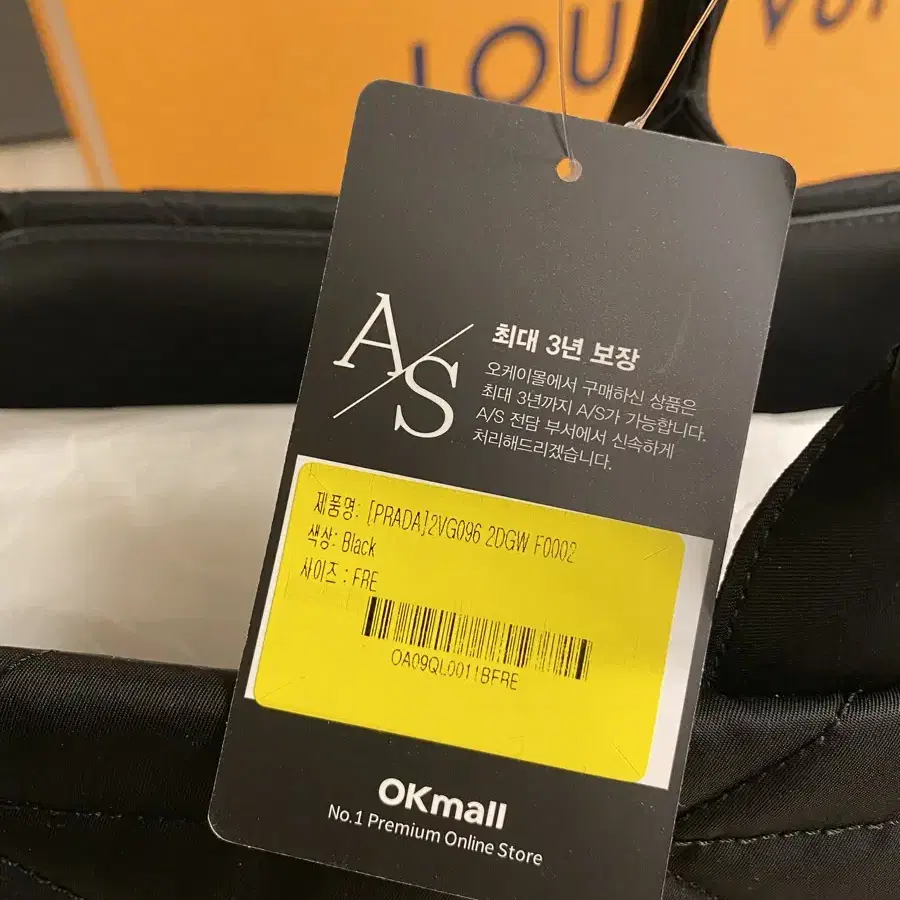 LOU VUI
A/S
최대 3년 보장
오케이몰에서 구매하신 상품은
최대 3년까지 A/S가 가능합니다.
A/S 전담 부서에서 신속하게
처리해드리겠습니다.
제품명: [PRADA]2VG096 2DGW F0002
색상: Black
사이즈 : FRE
OA09QL0011BFRE
OKmall
No.1 Premium Online Store